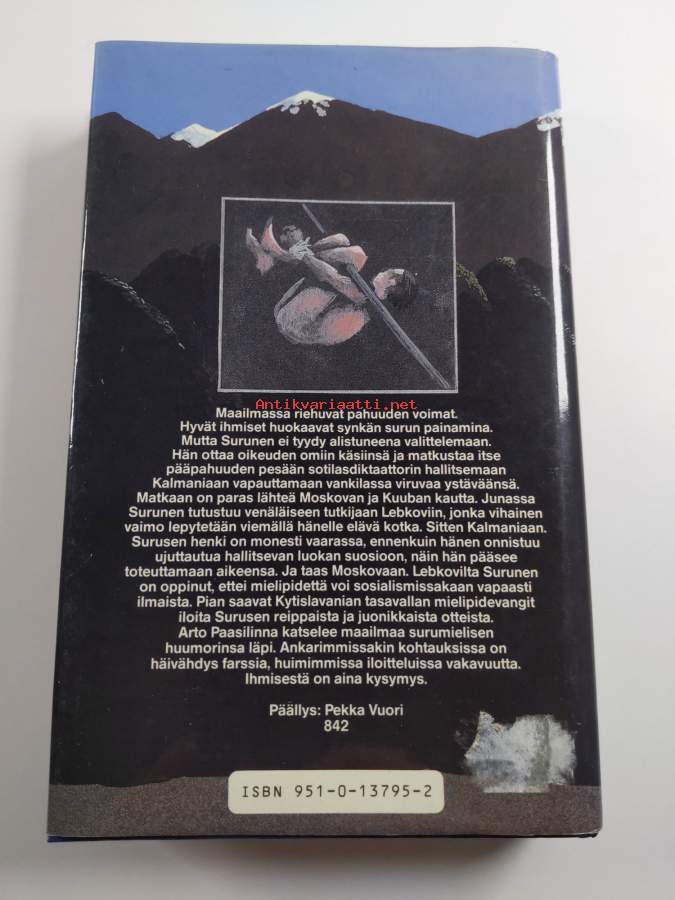 Antikvariaatti.net
Maailmassa riehuvat pahuuden voimat.
Hyvät ihmiset huokaavat synkän surun painamina.
Mutta Surunen ei tyydy alistuneena valittelemaan.
Hän ottaa oikeuden omiin käsiinsä ja matkustaa itse
pääpahuuden pesään sotilasdiktaattorin hallitsemaan
Kalmaniaan vapauttamaan vankilassa viruvaa ystäväänsä.
Matkaan on paras lähteä Moskovan ja Kuuban kautta. Junassa
Surunen tutustuu venäläiseen tutkijaan Lebkoviin, jonka vihainen
vaimo lepytetään viemällä hänelle elävä kotka. Sitten Kalmaniaan.
Surusen henki on monesti vaarassa, ennenkuin hänen onnistuu
ujuttautua hallitsevan luokan suosioon, näin hän pääsee
toteuttamaan aikeensa. Ja taas Moskovaan. Lebkovilta Surunen
on oppinut, ettei mielipidettä voi sosialismissakaan vapaasti
ilmaista. Pian saavat Kytislavanian tasavallan mielipidevangit
iloita Surusen reippaista ja juonikkaista otteista.
Arto Paasilinna katselee maailmaa surumielisen
huumorinsa läpi. Ankarimmissakin kohtauksissa on
häivähdys farssia, huimimmissa iloitteluissa vakavuutta.
Ihmisestä on aina kysymys.
Päällys: Pekka Vuori
842
ISBN 951-0-13795-2